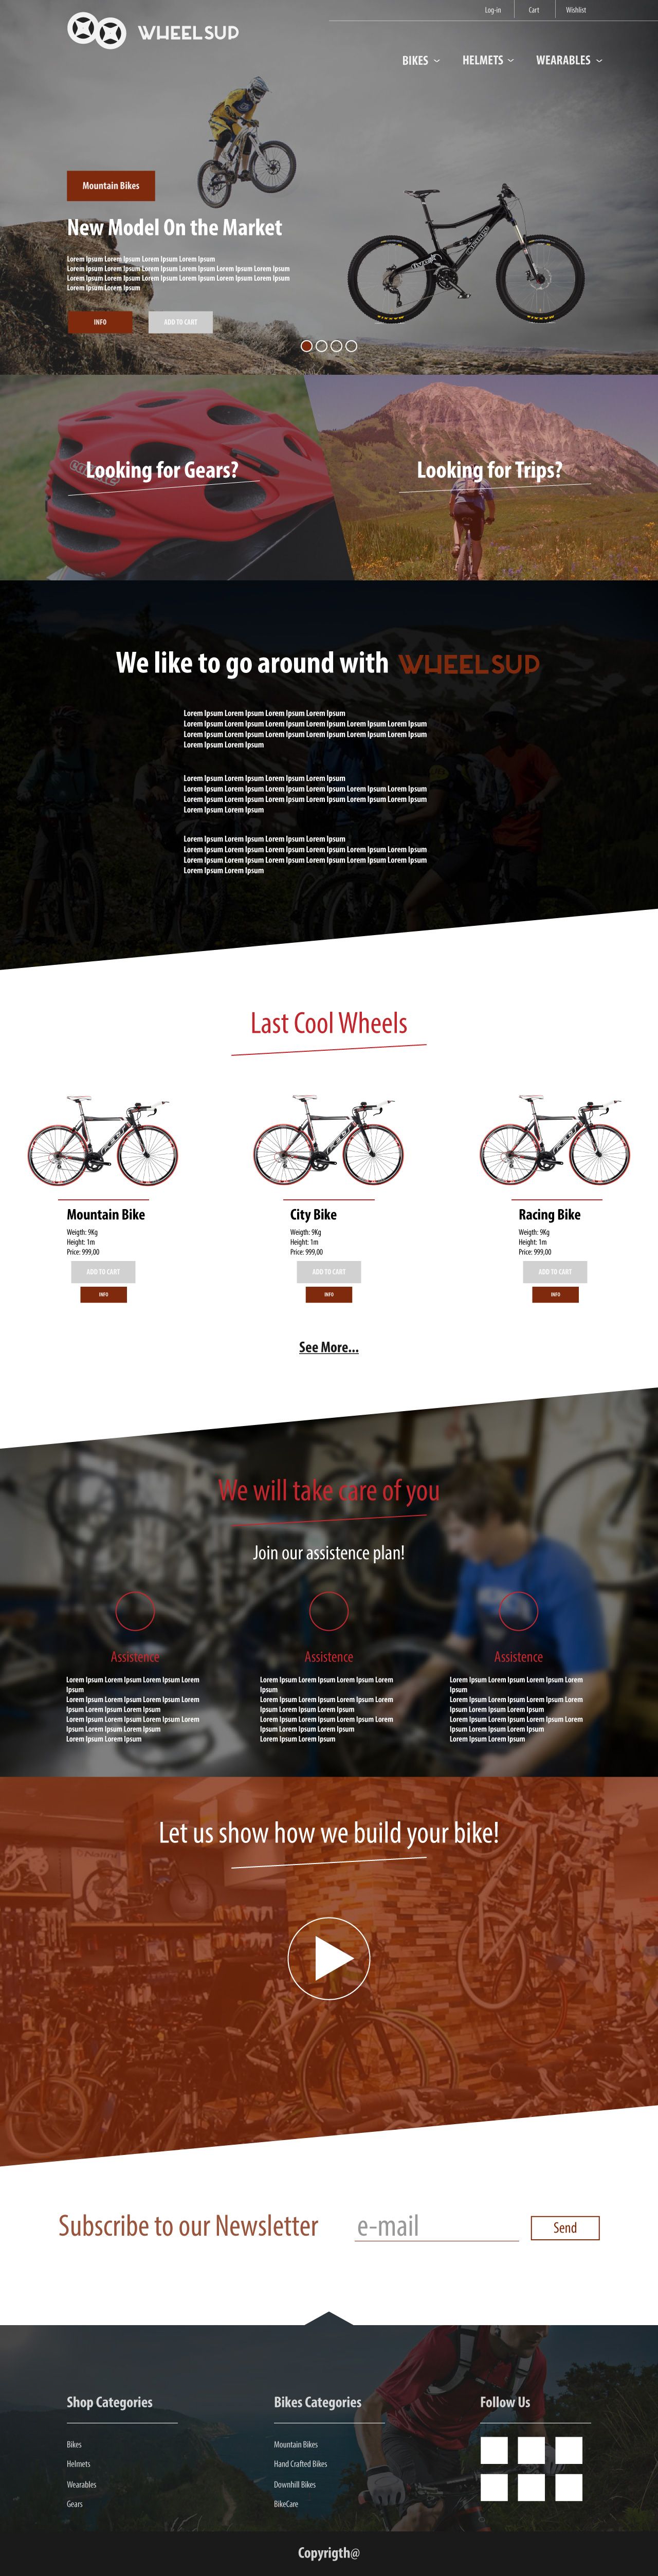 Log-in Cart Wishlist
WHEELSUP
BIKES HELMETS WEARABLES
Mountain Bikes
New Model On the Market
Lorem Ipsum Lorem Ipsum Lorem Ipsum Lorem Ipsum
Lorem Ipsum Lorem Ipsum Lorem Ipsum Lorem Ipsum Lorem Ipsum Lorem Ipsum
Lorem Ipsum Lorem Ipsum Lorem Ipsum Lorem Ipsum Lorem Ipsum Lorem Ipsum
Lorem Ipsum Lorem Ipsum
INFO ADD TO CART
Looking for Gears? Looking for Trips?
We like to go around with WHEELSUP
Lorem Ipsum Lorem Ipsum Lorem Ipsum Lorem Ipsum
Lorem Ipsum Lorem Ipsum Lorem Ipsum Lorem Ipsum Lorem Ipsum Lorem Ipsum
Lorem Ipsum Lorem Ipsum Lorem Ipsum Lorem Ipsum Lorem Ipsum Lorem Ipsum
Lorem Ipsum Lorem Ipsum
Lorem Ipsum Lorem Ipsum Lorem Ipsum Lorem Ipsum
Lorem Ipsum Lorem Ipsum Lorem Ipsum Lorem Ipsum Lorem Ipsum Lorem Ipsum
Lorem Ipsum Lorem Ipsum Lorem Ipsum Lorem Ipsum Lorem Ipsum Lorem Ipsum
Lorem Ipsum Lorem Ipsum
Lorem Ipsum Lorem Ipsum Lorem Ipsum Lorem Ipsum
Lorem Ipsum Lorem Ipsum Lorem Ipsum Lorem Ipsum Lorem Ipsum Lorem Ipsum
Lorem Ipsum Lorem Ipsum Lorem Ipsum Lorem Ipsum Lorem Ipsum Lorem Ipsum
Lorem Ipsum Lorem Ipsum
Last Cool Wheels
Mountain Bike
Weigth: 9Kg
Height: 1m
Price: 999,00
ADD TO CART
INFO
City Bike
Weigth: 9Kg
Height: 1m
Price: 999,00
ADD TO CART
INFO
Racing Bike
Weigth: 9Kg
Height: 1m
Price: 999,00
ADD TO CART
INFO
See More...
We will take care of you
Join our assistence plan!
Assistence
Lorem Ipsum Lorem Ipsum Lorem Ipsum Lorem
Ipsum
Lorem Ipsum Lorem Ipsum Lorem Ipsum Lorem
Ipsum Lorem Ipsum Lorem Ipsum
Lorem Ipsum Lorem Ipsum Lorem Ipsum Lorem
Ipsum Lorem Ipsum Lorem Ipsum
Lorem Ipsum Lorem Ipsum
Assistence
Lorem Ipsum Lorem Ipsum Lorem Ipsum Lorem
Ipsum
Lorem Ipsum Lorem Ipsum Lorem Ipsum Lorem
Ipsum Lorem Ipsum Lorem Ipsum
Lorem Ipsum Lorem Ipsum Lorem Ipsum Lorem
Ipsum Lorem Ipsum Lorem Ipsum
Lorem Ipsum Lorem Ipsum
Assistence
Lorem Ipsum Lorem Ipsum Lorem Ipsum Lorem
Ipsum
Lorem Ipsum Lorem Ipsum Lorem Ipsum Lorem
Ipsum Lorem Ipsum Lorem Ipsum
Lorem Ipsum Lorem Ipsum Lorem Ipsum Lorem
Ipsum Lorem Ipsum Lorem Ipsum
Lorem Ipsum Lorem Ipsum
Let us show how we build your bike!
Subscribe to our Newsletter e-mail Send
Shop Categories
Bikes
Helmets
Wearables
Gears
Bikes Categories
Mountain Bikes
Hand Crafted Bikes
Downhill Bikes
BikeCare
Follow Us
Copyrigth@